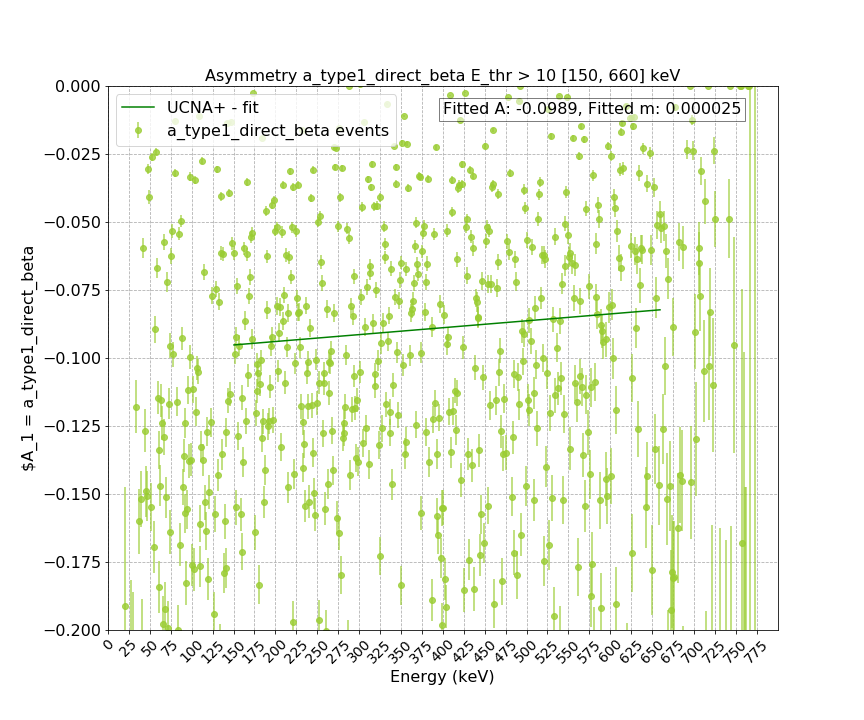 Asymmetry a_type1_direct_beta E_thr > 10 [150, 660] keV
UCNA+ - fit
a_type1_direct_beta events
Fitted A: -0.0989, Fitted m: 0.000025
$A_1 = a_type1_direct_beta
0.000
−0.025
−0.050
−0.075
−0.100
−0.125
−0.150
−0.175
−0.200
0 25 50 75 100 125 150 175 200 225 250 275 300 325 350 375 400 425 450 475 500 525 550 575 600 625 650 675 700 725 750 775
Energy (keV)